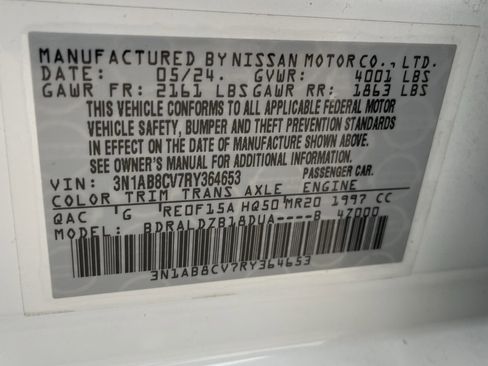 MANUFACTURED BY NISSAN MOTOR CO., LTD.
DATE: 05/24. GVWR: 4001 LBS
GAWR FR: 2161 LBS GAWR RR: 1863 LBS
THIS VEHICLE CONFORMS TO ALL APPLICABLE FEDERAL MOTOR
VEHICLE SAFETY, BUMPER AND THEFT PREVENTION STANDARDS
IN EFFECT ON THE DATE OF MANUFACTURE SHOWN ABOVE.
SEE OWNER'S MANUAL FOR ADDITIONAL INFORMATION.
VIN: 3N1AB8CV7RY364653 PASSENGER CAR.
COLOR TRIM TRANS AXLE ENGINE
QAC 'G 'RE0F15A HQ50 MR20 1997 CC
BDRALDZB18DUA----B 4Z000
3N1AB8CV7RY364653